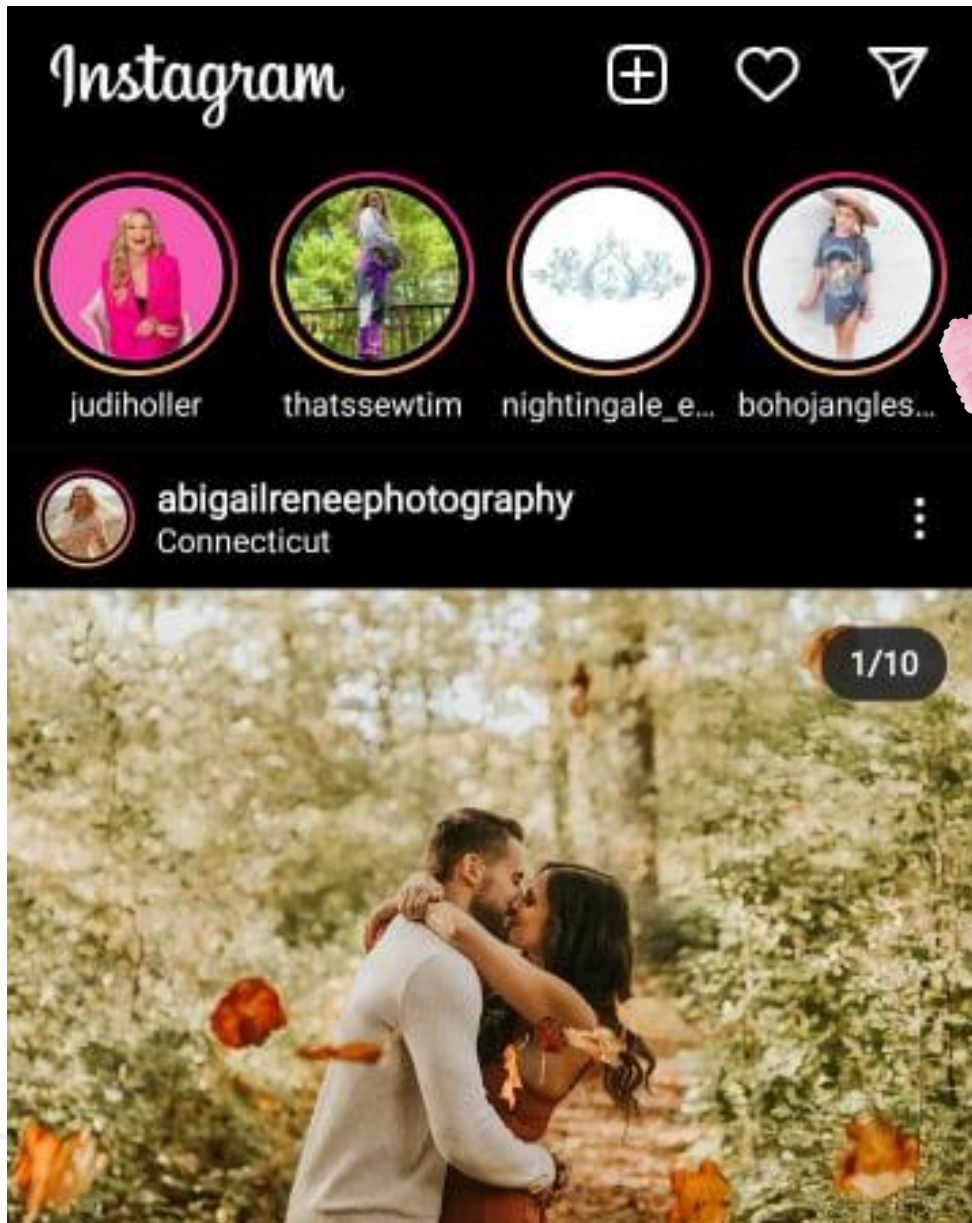 Instagram
judiholler thatssewtim nightingale_e... bohojangles...
abigailreneephotography
Connecticut
1/10